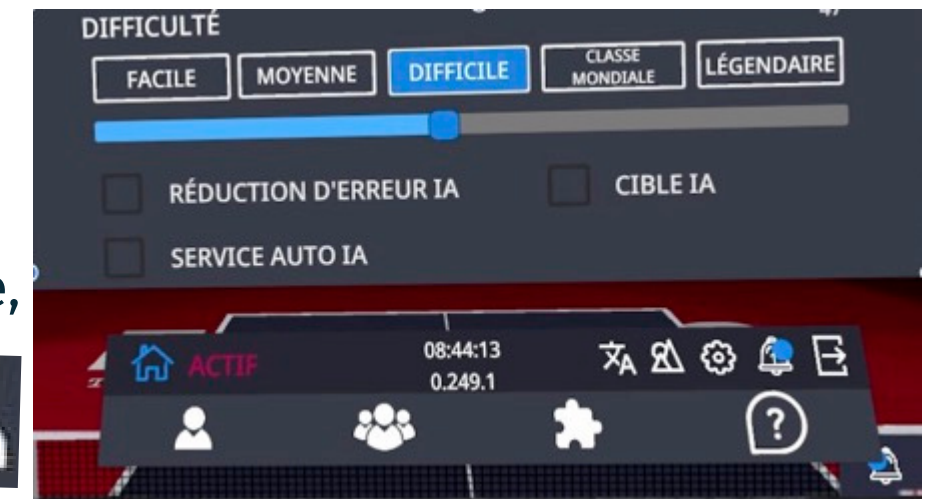 DIFFICULTÉ
FACILE
MOYENNE
DIFFICILE
CLASSE
MONDIALE
LÉGENDAIRE
RÉDUCTION D'ERREUR IA
CIBLE IA
SERVICE AUTO IA
ACTIF
08:44:13
0.249.1
?